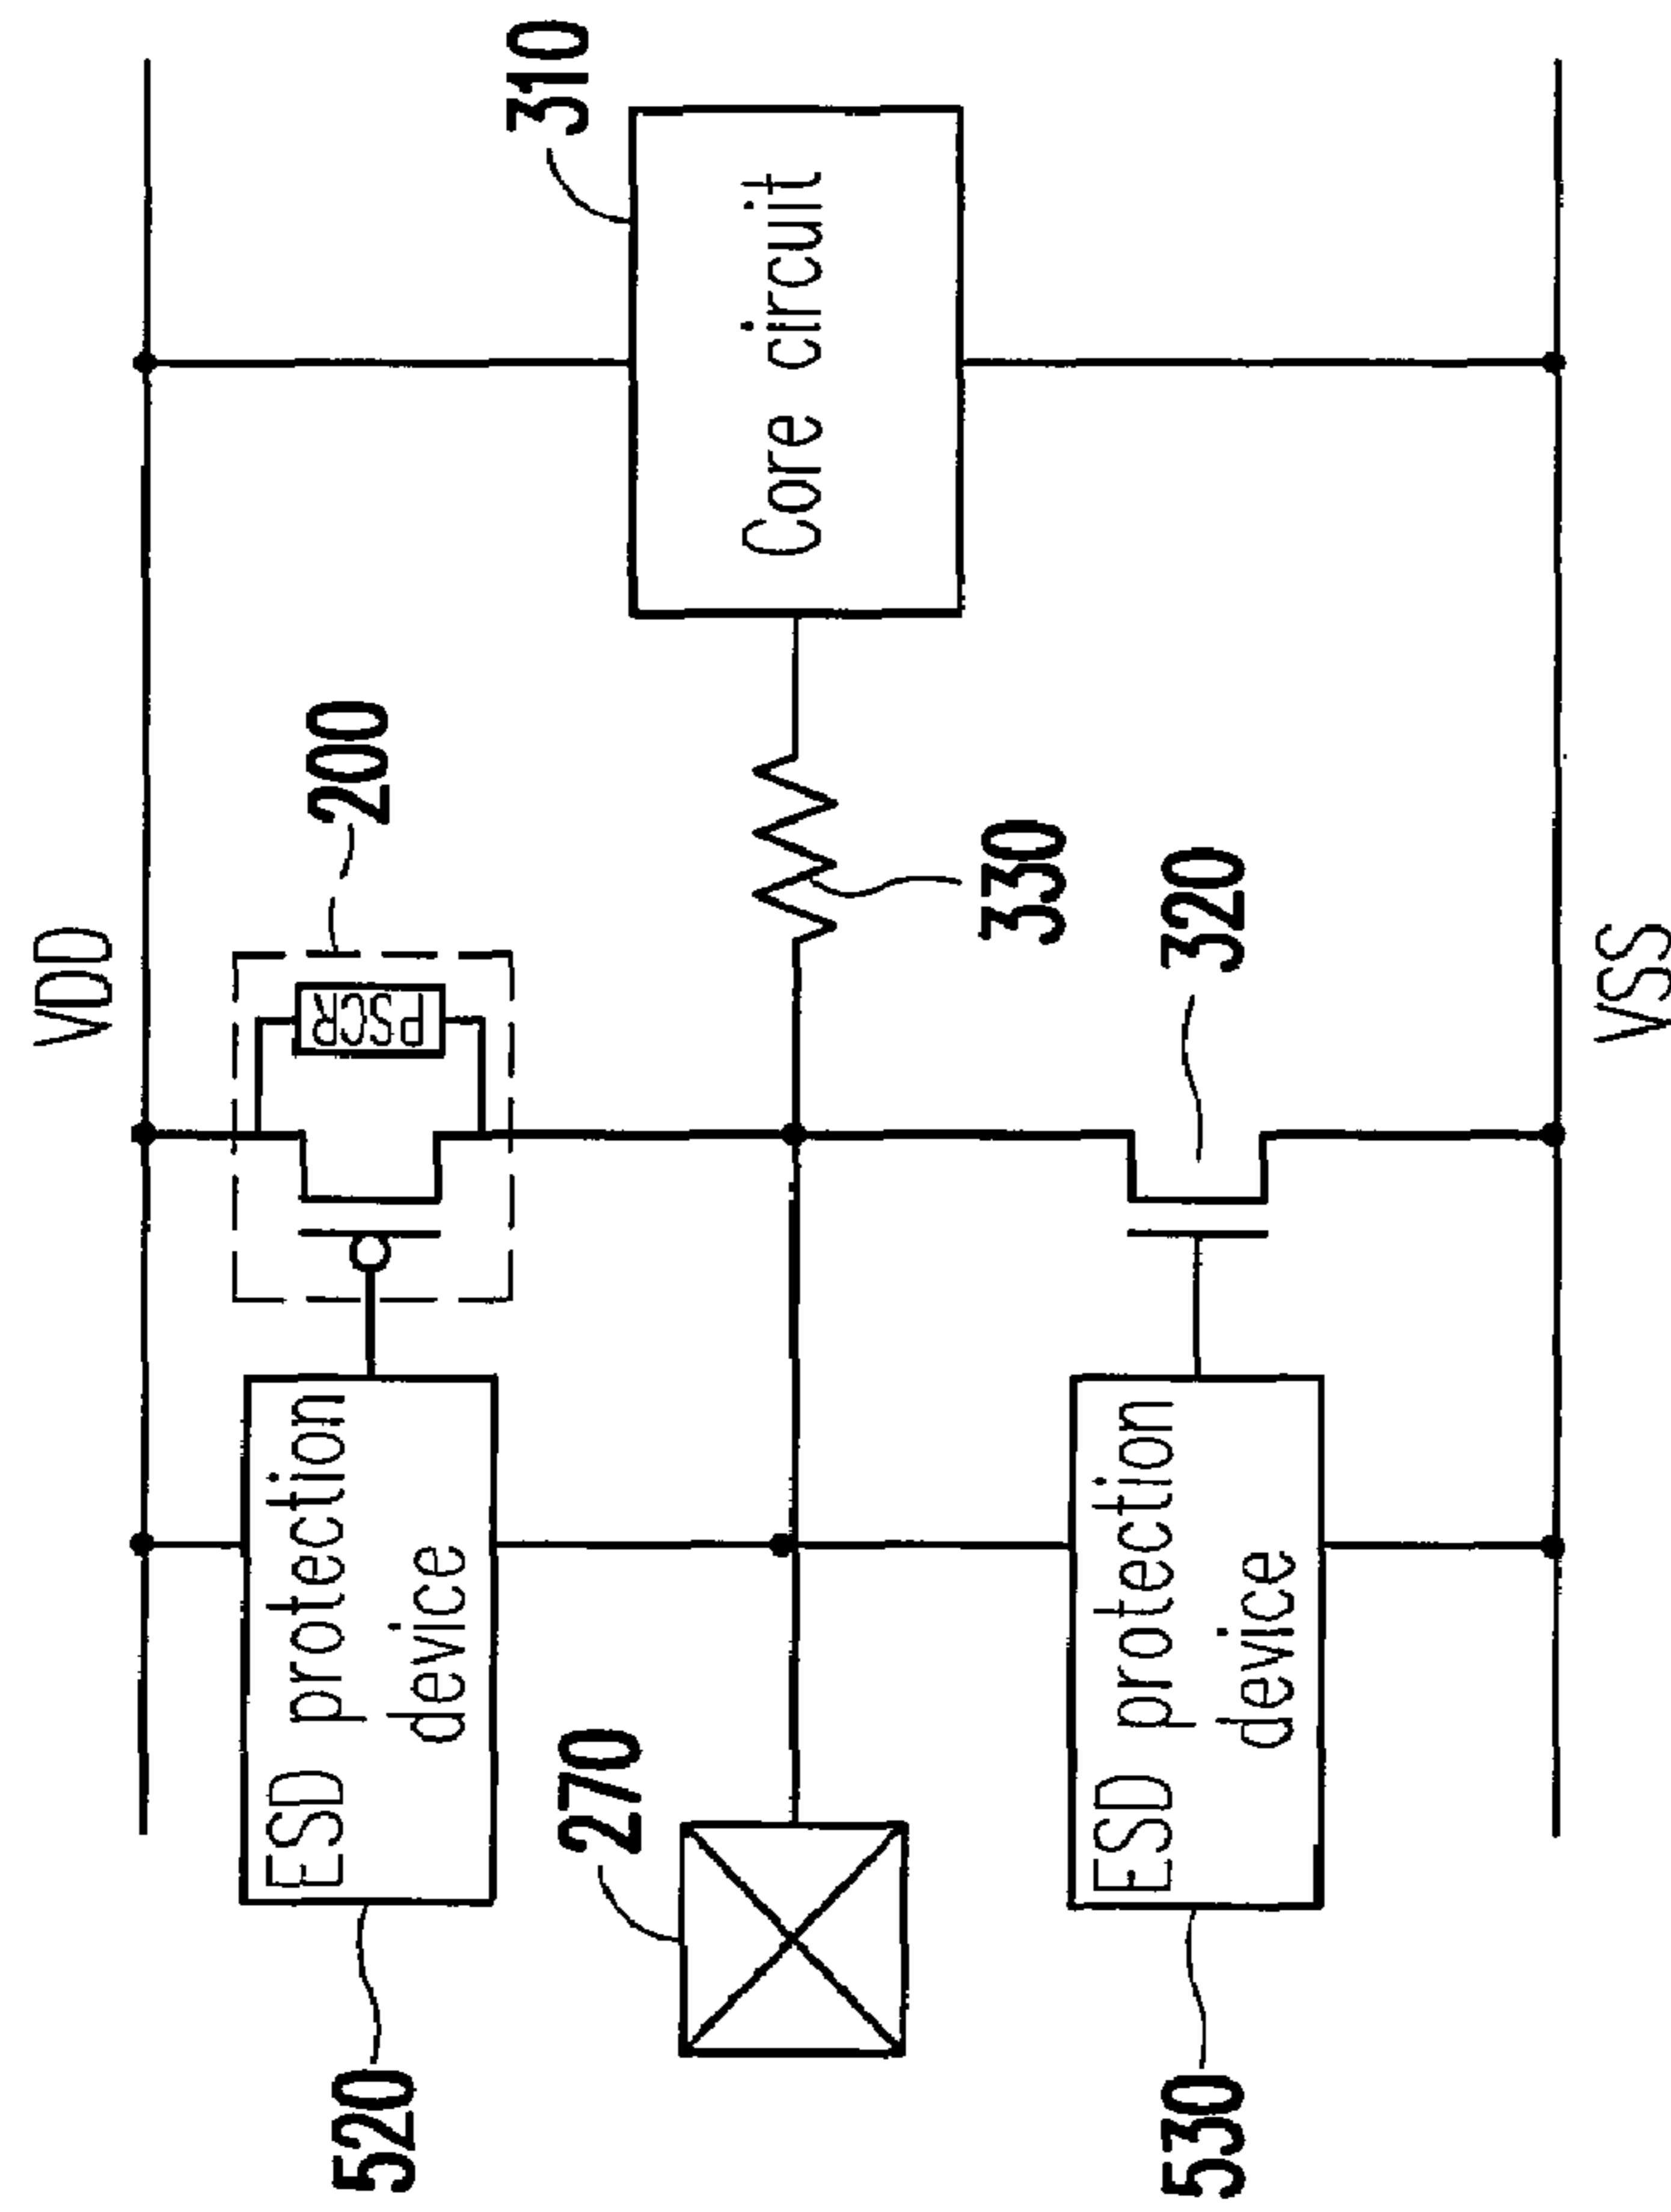 VDD
520
ESD protection
device
200
PSCR
310
Core circuit
270
330
530
ESD protection
device
320
VSS